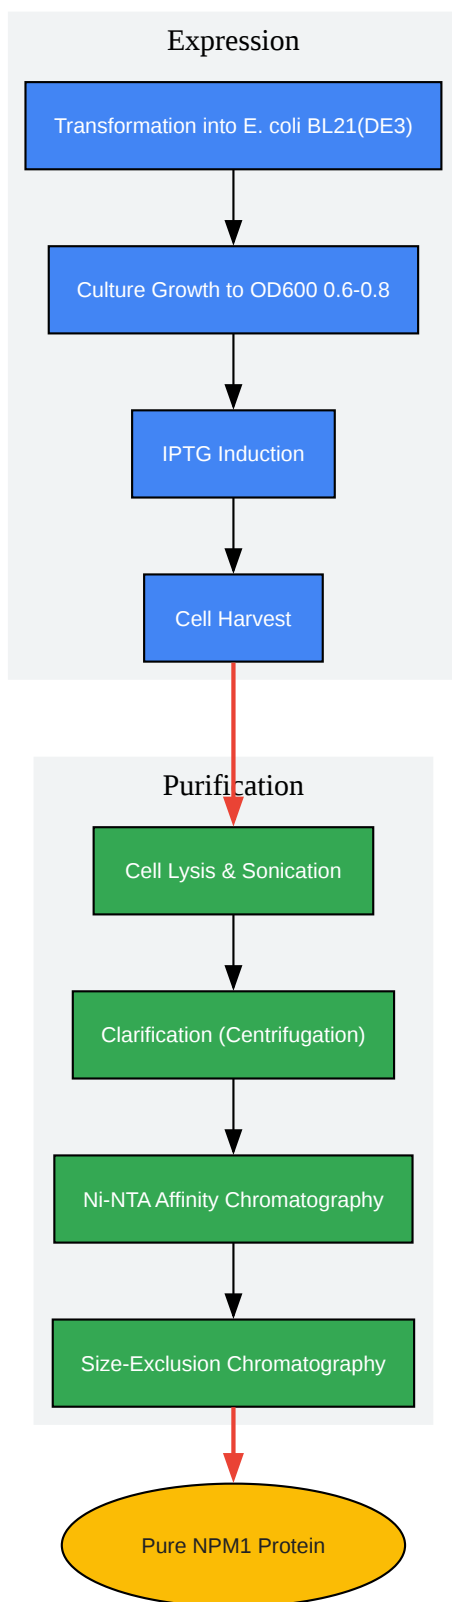 Expression
Transformation into E. coli BL21(DE3)
Culture Growth to OD600 0.6-0.8
IPTG Induction
Cell Harvest
Purification
Cell Lysis & Sonication
Clarification (Centrifugation)
Ni-NTA Affinity Chromatography
Size-Exclusion Chromatography
Pure NPM1 Protein